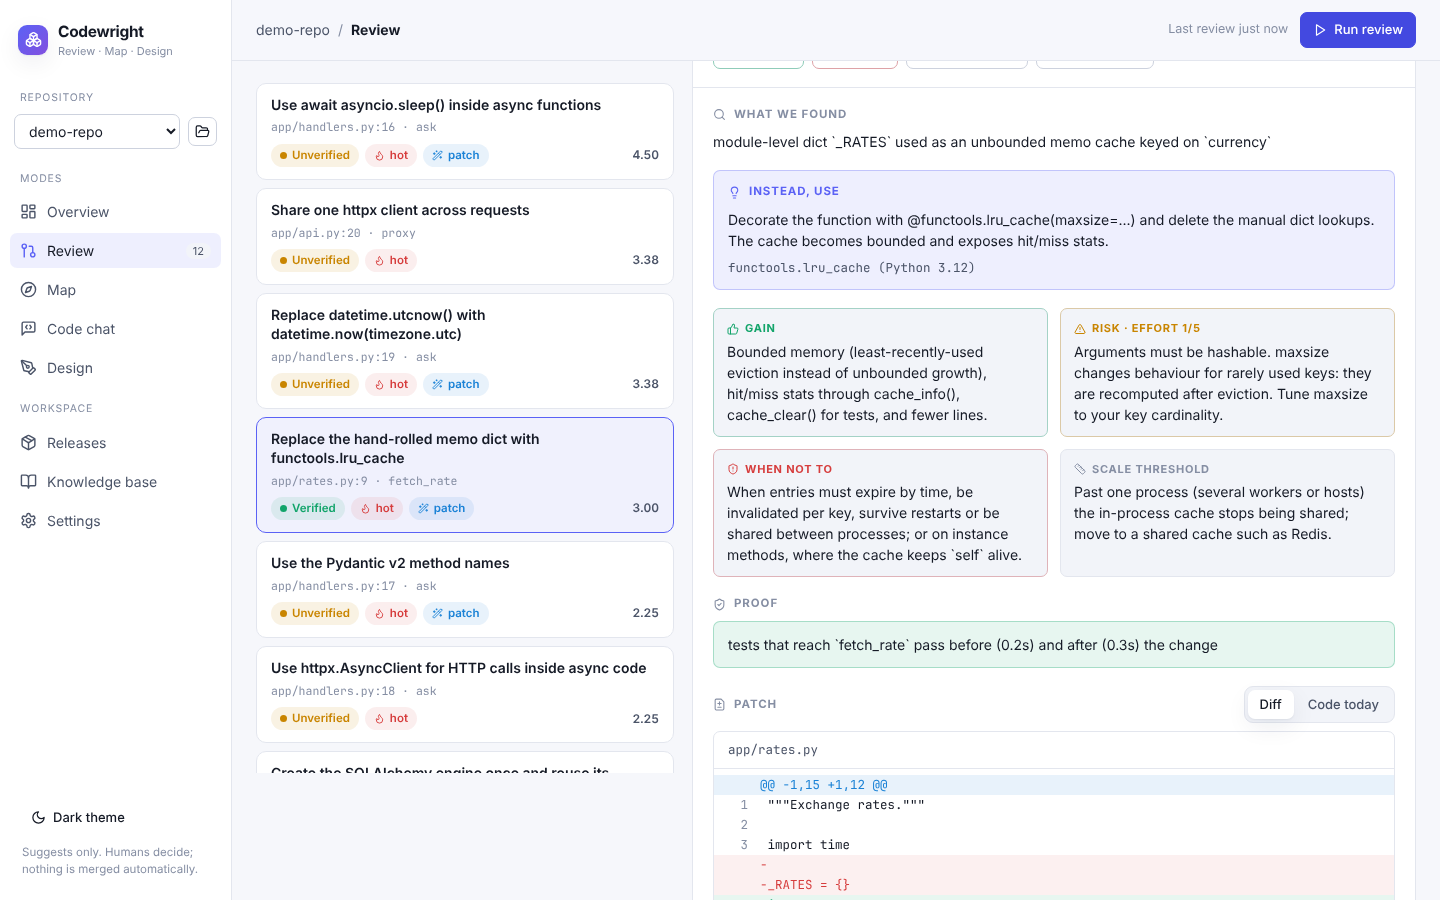 Codewright
Review · Map · Design
REPOSITORY
demo-repo
MODES
Overview
Review 12
Map
Code chat
Design
WORKSPACE
Releases
Knowledge base
Settings
Dark theme
Suggests only. Humans decide;
nothing is merged automatically.
demo-repo / Review
Last review just now
Run review
Use await asyncio.sleep() inside async functions
app/handlers.py:16 · ask
Unverified hot patch 4.50
Share one httpx client across requests
app/api.py:20 · proxy
Unverified hot 3.38
Replace datetime.utcnow() with
datetime.now(timezone.utc)
app/handlers.py:19 · ask
Unverified hot patch 3.38
Replace the hand-rolled memo dict with
functools.lru_cache
app/rates.py:9 · fetch_rate
Verified hot patch 3.00
Use the Pydantic v2 method names
app/handlers.py:17 · ask
Unverified hot patch 2.25
Use httpx.AsyncClient for HTTP calls inside async code
app/handlers.py:18 · ask
Unverified hot 2.25
Create the SQLAlchemy engine once and reuse its
WHAT WE FOUND
module-level dict `_RATES` used as an unbounded memo cache keyed on `currency`
INSTEAD, USE
Decorate the function with @functools.lru_cache(maxsize=...) and delete the manual dict lookups.
The cache becomes bounded and exposes hit/miss stats.
functools.lru_cache (Python 3.12)
GAIN
Bounded memory (least-recently-used
eviction instead of unbounded growth),
hit/miss stats through cache_info(),
cache_clear() for tests, and fewer lines.
RISK · EFFORT 1/5
Arguments must be hashable. maxsize
changes behaviour for rarely used keys: they
are recomputed after eviction. Tune maxsize
to your key cardinality.
WHEN NOT TO
When entries must expire by time, be
invalidated per key, survive restarts or be
shared between processes; or on instance
methods, where the cache keeps `self` alive.
SCALE THRESHOLD
Past one process (several workers or hosts)
the in-process cache stops being shared;
move to a shared cache such as Redis.
PROOF
tests that reach `fetch_rate` pass before (0.2s) and after (0.3s) the change
PATCH
Diff Code today
app/rates.py
@@ -1,15 +1,12 @@
1 """Exchange rates."""
2
3 import time
-
-_RATES = {}